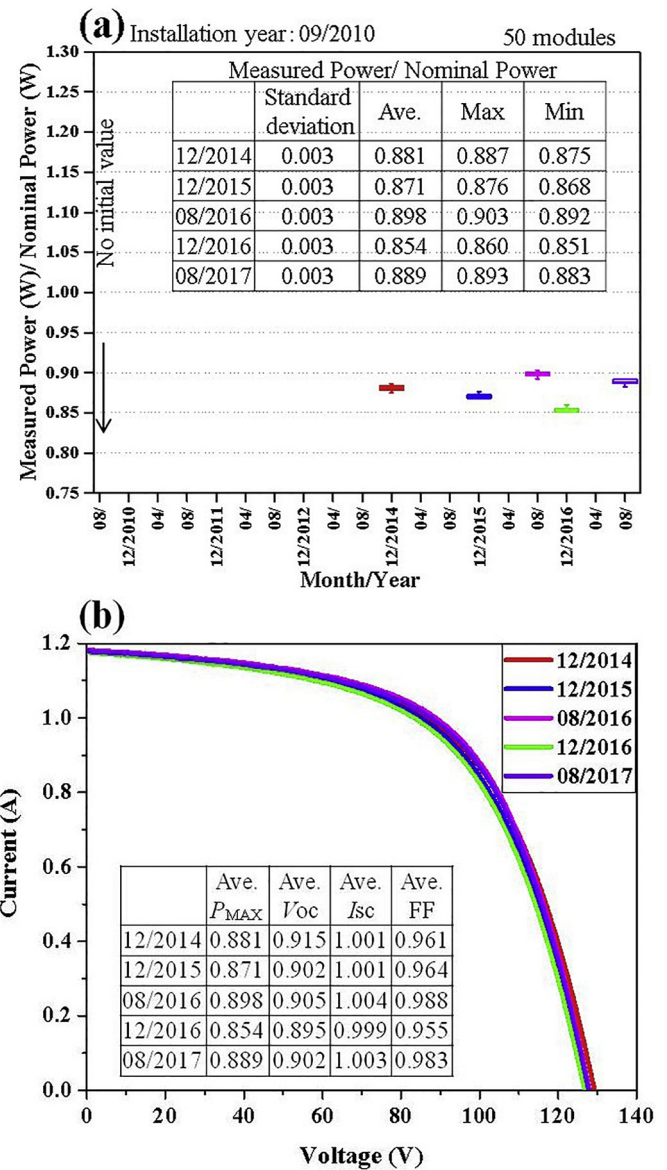 (a) Installation year: 09/2010 50 modules
Measured Power (W)/ Nominal Power (W)
1.30
1.25
1.20
1.15
1.10
1.05
1.00
0.95
0.90
0.85
0.80
0.75
No initial value
Measured Power/ Nominal Power
Standard deviation Ave. Max Min
12/2014 0.003 0.881 0.887 0.875
12/2015 0.003 0.871 0.876 0.868
08/2016 0.003 0.898 0.903 0.892
12/2016 0.003 0.854 0.860 0.851
08/2017 0.003 0.889 0.893 0.883
08/ 12/2010 04/ 08/ 12/2011 04/ 08/ 12/2012 04/ 08/ 12/2014 04/ 08/ 12/2015 04/ 08/ 12/2016 04/ 08/
Month/Year
(b)
Current (A)
1.2
1.0
0.8
0.6
0.4
0.2
0.0
12/2014
12/2015
08/2016
12/2016
08/2017
Ave. Ave. Ave. Ave.
PMAX Voc Isc FF
12/2014 0.881 0.915 1.001 0.961
12/2015 0.871 0.902 1.001 0.964
08/2016 0.898 0.905 1.004 0.988
12/2016 0.854 0.895 0.999 0.955
08/2017 0.889 0.902 1.003 0.983
0 20 40 60 80 100 120 140
Voltage (V)